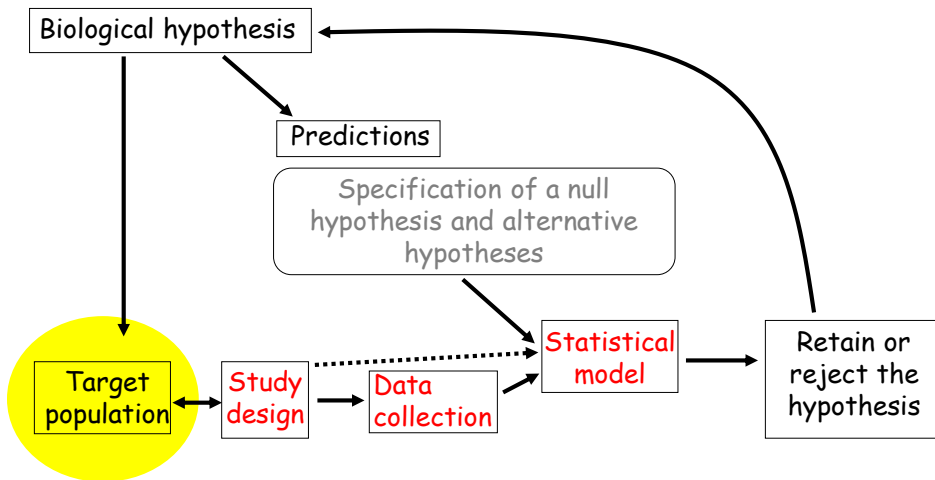 Biological hypothesis
Predictions
Specification of a null
hypothesis and alternative
hypotheses
Target
population
Study
design
Data
collection
Statistical
model
Retain or
reject the
hypothesis